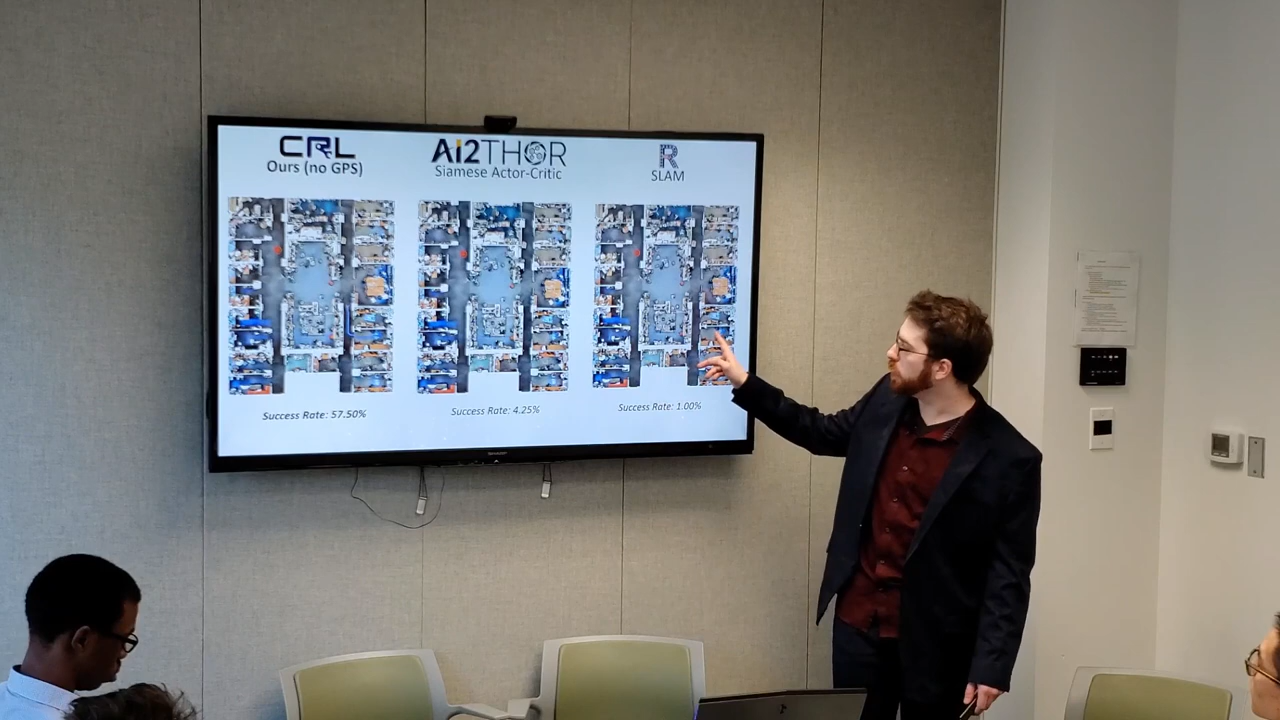 CRL
Ours (no GPS)
Ai2THOR
Siamese Actor-Critic
R
SLAM
Success Rate: 57.50%
Success Rate: 4.25%
Success Rate: 1.00%
SHARP